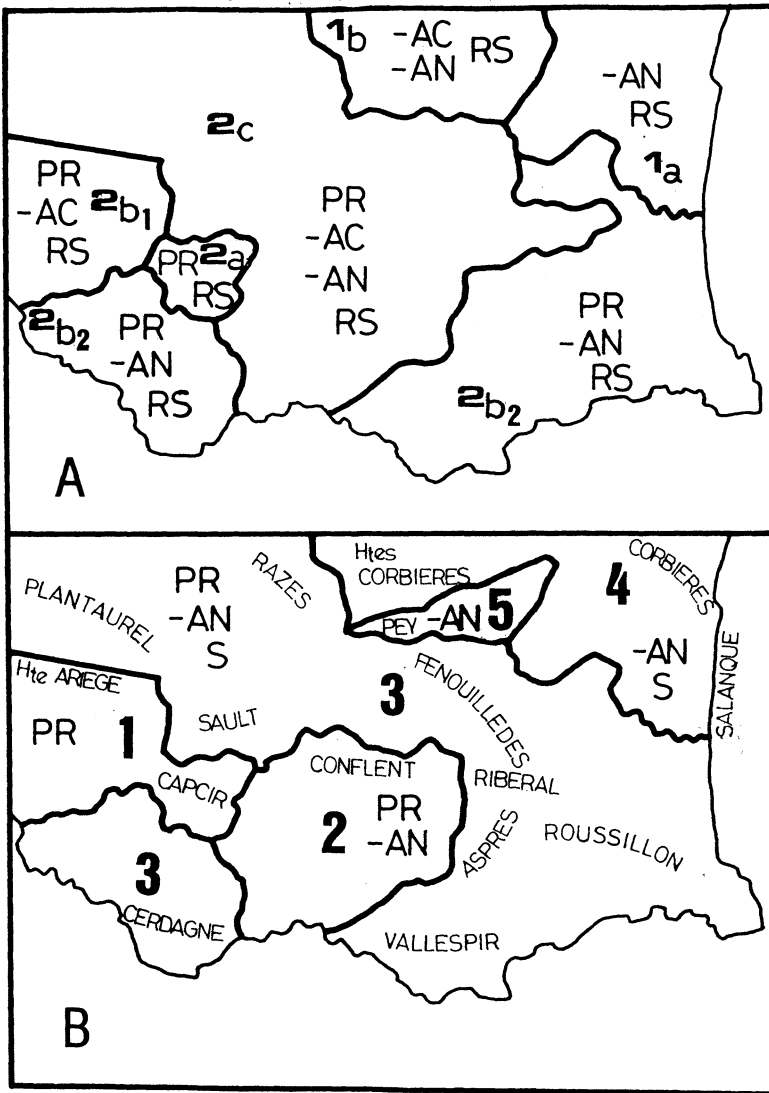 1b -AC RS
-AN
-AN
RS
1a
2c
PR
-AC 2b1
RS
PR 2a
RS
PR
-AC
-AN
RS
2b2 PR
-AN
RS
PR
-AN
RS
2b2
A
Htes
CORBIERES
RAZES
CORBIERES
PLANTAUREL
PR
-AN
S
PEY -AN 5
4
-AN
S
SALANQUE
Hte ARIEGE
PR 1
SAULT
3
FENOUILLEDES
CAPCIR
CONFLENT
RIBERAL
2 PR
-AN
ASPRES
ROUSSILLON
3
CERDAGNE
VALLESPIR
B